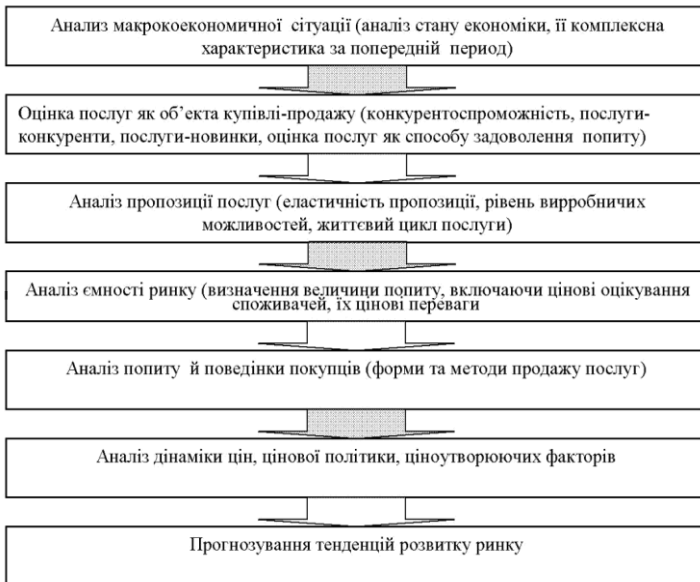 Анализ макрокоекономичної ситуації (аналіз стану економіки, її комплексна
характеристика за попередній період)
Оцінка послуг як об’єкта купівлі-продажу (конкурентоспроможність, послуги-
конкуренти, послуги-новинки, оцінка послуг як способу задоволення попиту)
Аналіз пропозиції послуг (еластичність пропозиції, рівень вирробничих
можливостей, життєвий цикл послуги)
Аналіз ємності ринку (визначення величини попиту, включаючи цінові оцікування
споживачей, їх цінові переваги
Аналіз попиту й поведінки покупців (форми та методи продажу послуг)
Аналіз дінаміки цін, цінової політики, ціноутворюючих факторів
Прогнозування тенденцій розвитку ринку